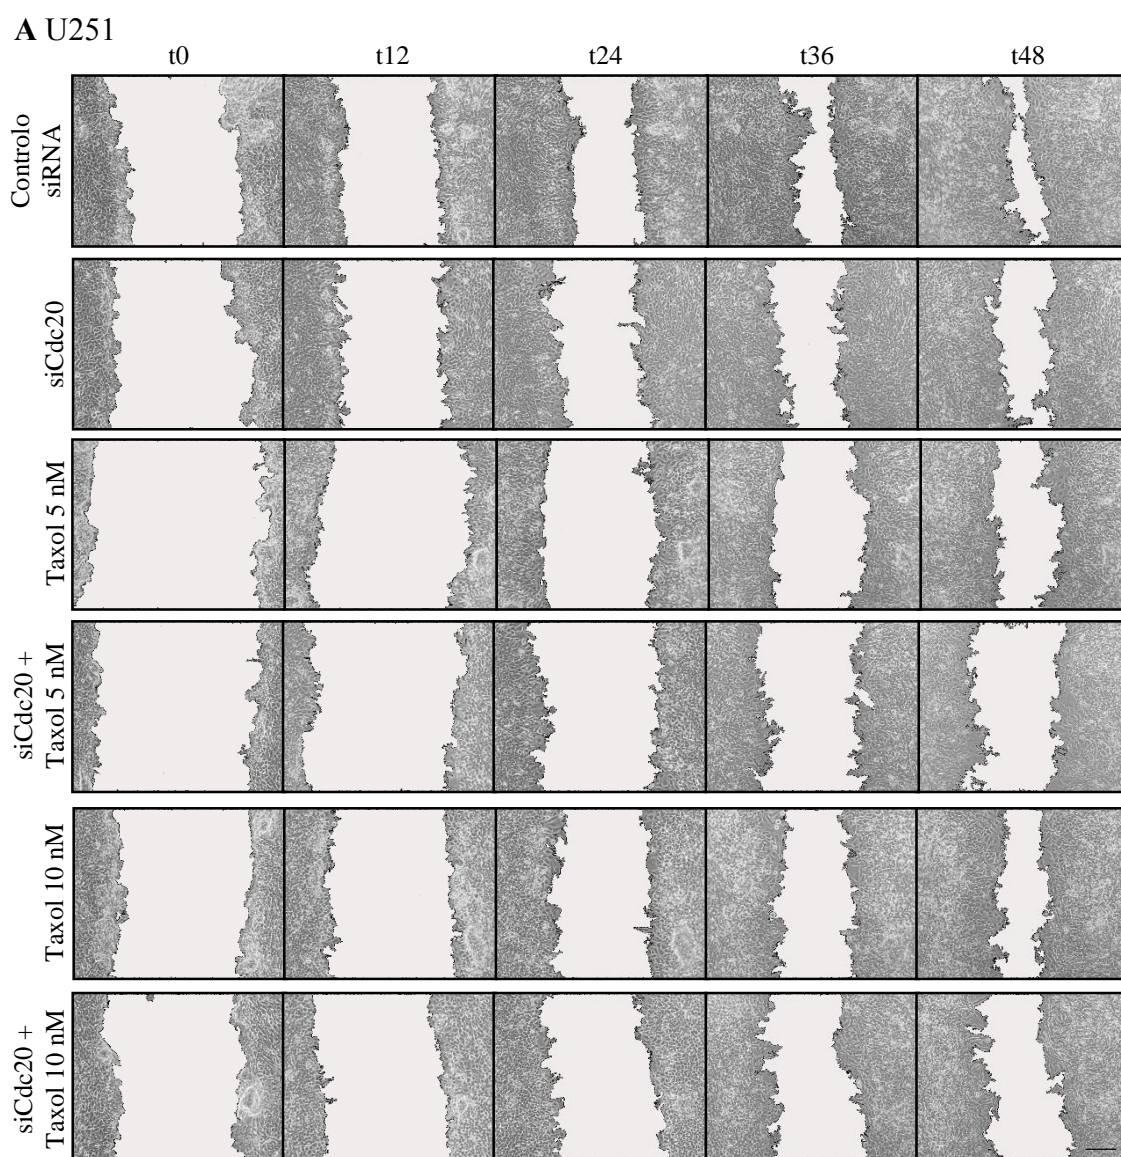 A U251
t0 t12 t24 t36 t48
Controlo
siRNA
siCdc20
Taxol 5 nM
siCdc20 +
Taxol 5 nM
Taxol 10 nM
siCdc20 +
Taxol 10 nM